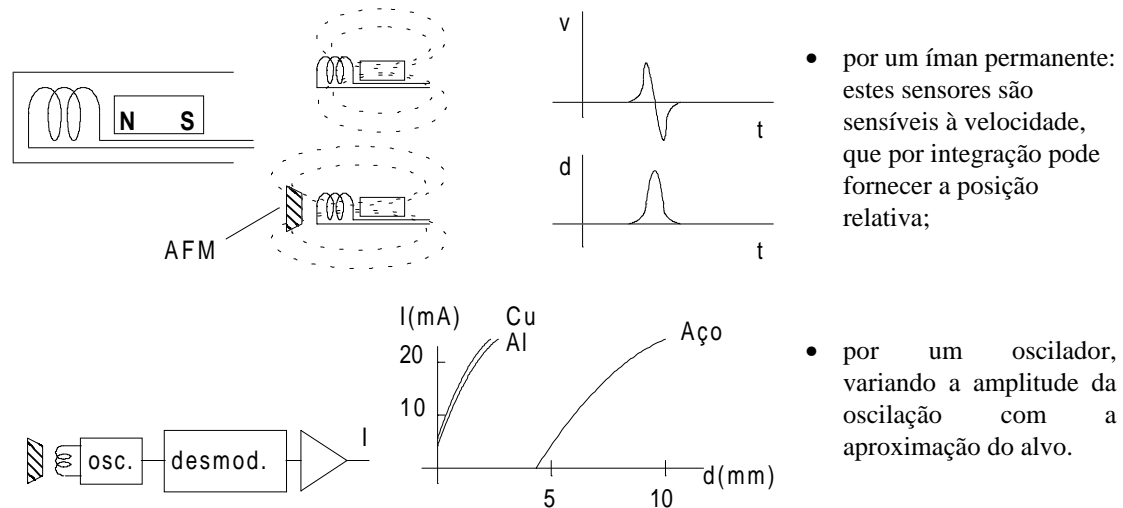 v
t
d
t
N S
AFM
• por um íman permanente:
estes sensores são
sensíveis à velocidade,
que por integração pode
fornecer a posição
relativa;
I(mA)
Cu
Al
Aço
20
10
5
10
d(mm)
osc.
desmod.
I
• por um oscilador,
variando a amplitude da
oscilação com a
aproximação do alvo.